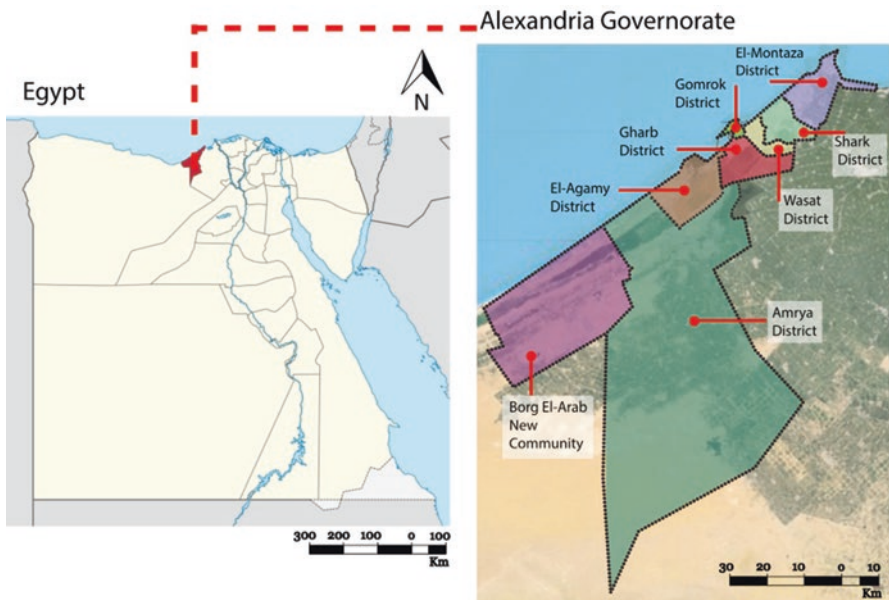 Alexandria Governorate
Egypt
N
300 200 100 0 100
Km
El-Montaza
District
Gomrok
District
Gharb
District
Shark
District
El-Agamy
District
Wasat
District
Amrya
District
Borg El-Arab
New
Community
30 20 10 0 10
Km